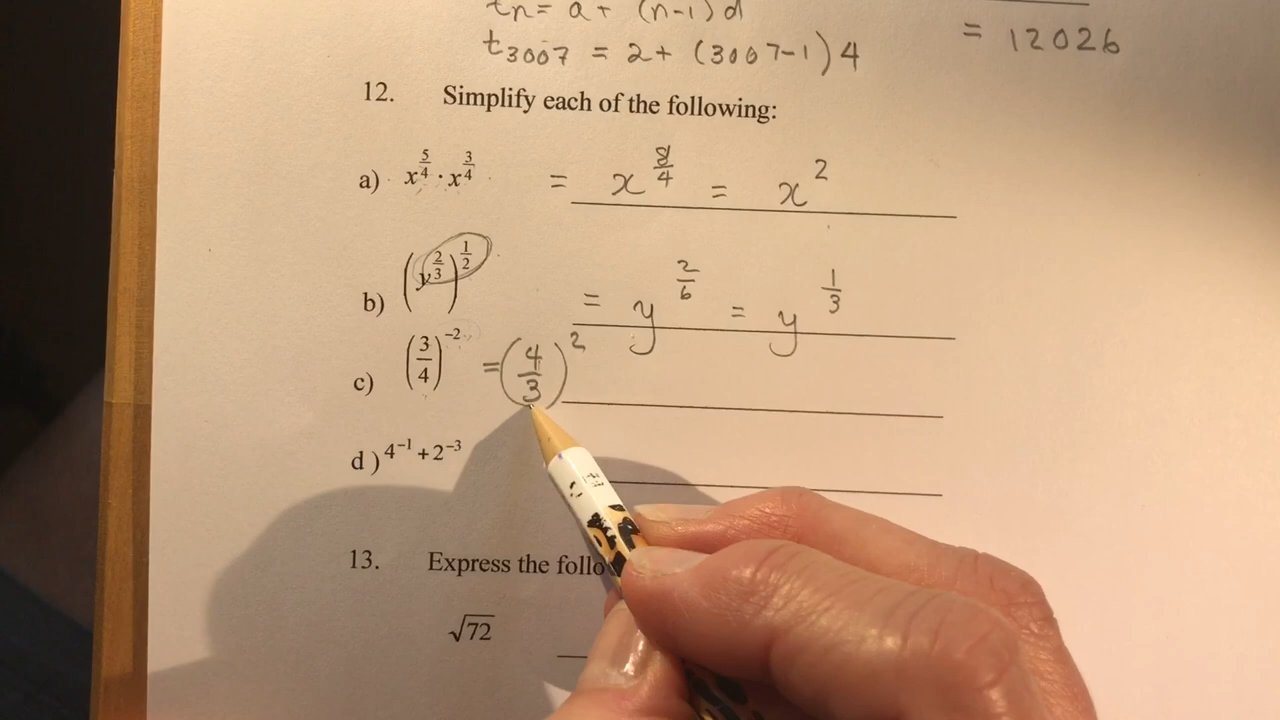 tn = a + (n-1) d
t3007 = 2 + (3007-1) 4 = 12026
12. Simplify each of the following:
a) x^5/4 · x^3/4 = x^8/4 = x^2
b) (y^2/3)^1/2 = y^2/6 = y^1/3
c) (3/4)^-2 = (4/3)^2
d) 4^-1 + 2^-3
13. Express the follo
√72